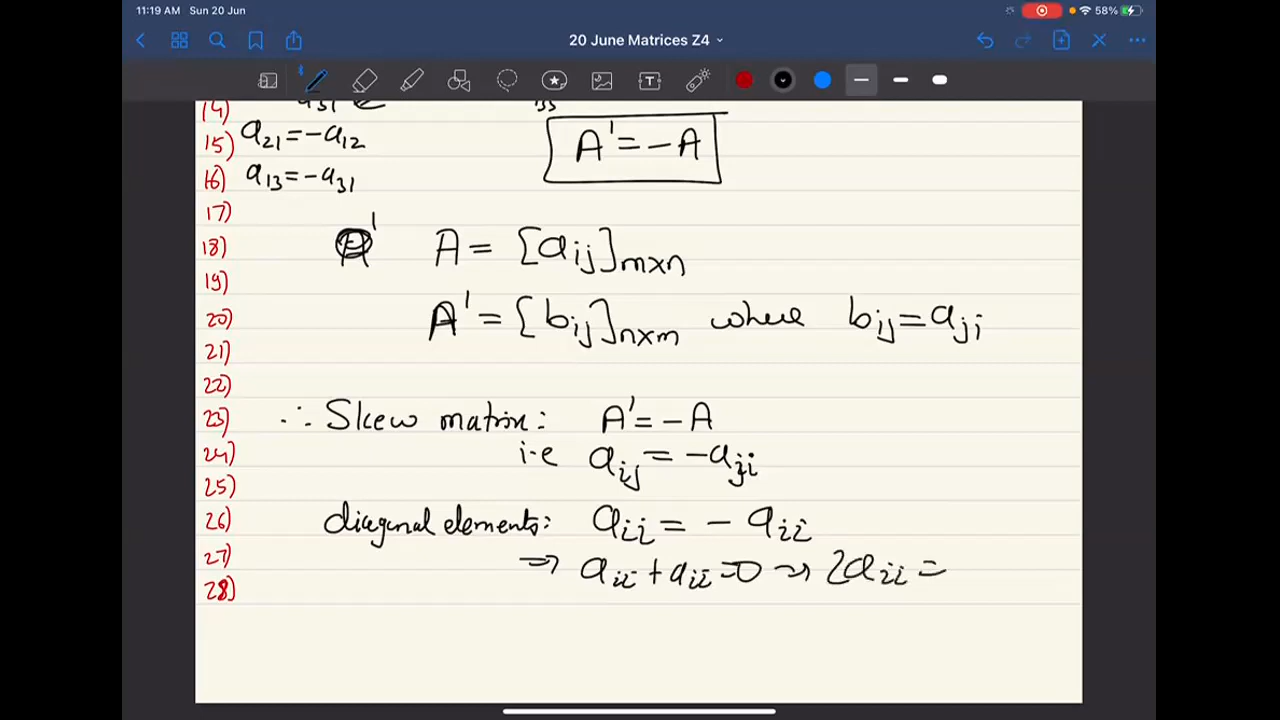 11:19 AM Sun 20 Jun 58%
20 June Matrices Z4
14) a31
15) a21 = -a12 A' = -A
16) a13 = -a31
17)
18) A = [aij]m×n
19)
20) A' = [bij]n×m where bij = aji
21)
22)
23) ∴ Skew matrix: A' = -A
24) i.e aij = -aji
25)
26) diagonal elements: aii = - aii
27) ⇒ aii + aii = 0 ⇒ 2aii =
28)